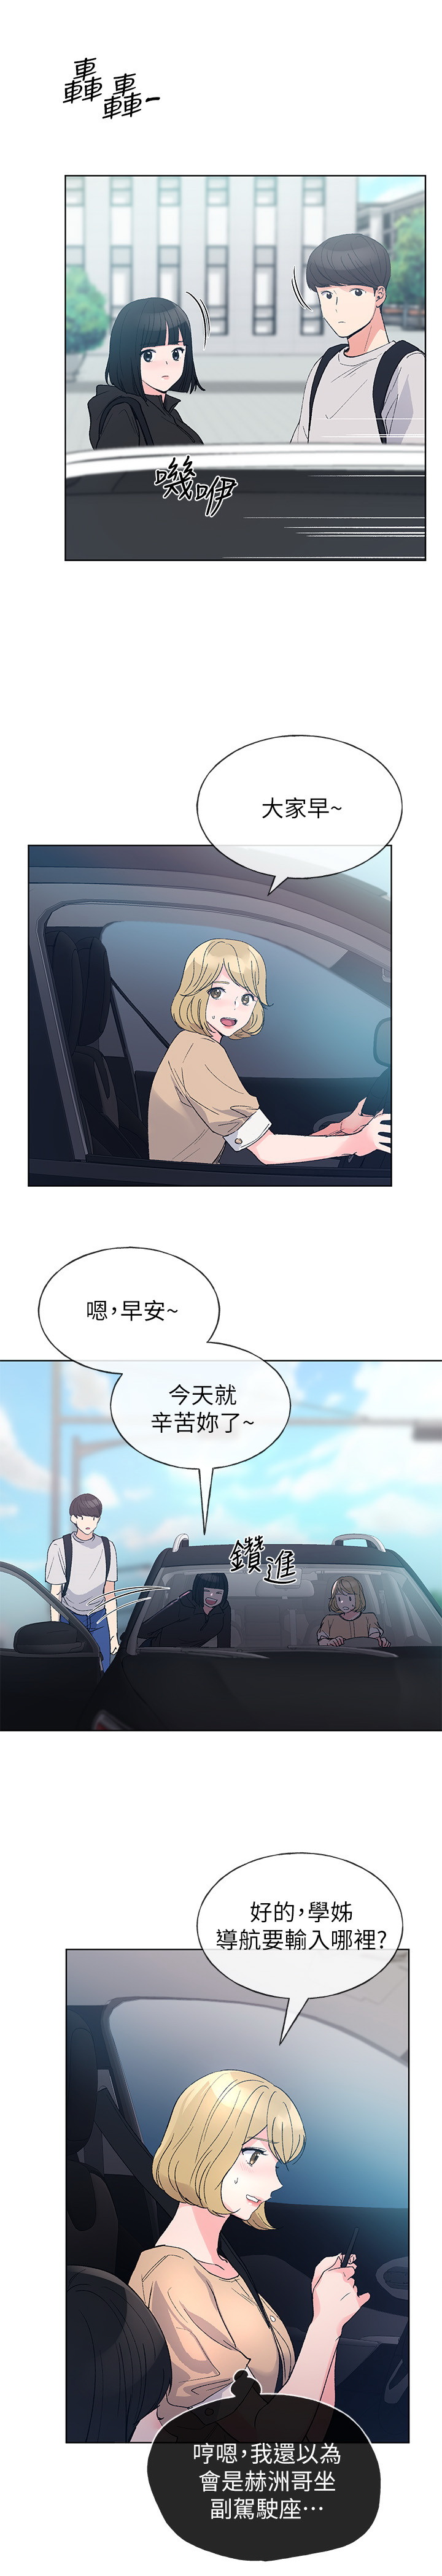 轟轟-
嘰咿
大家早~
嗯，早安~
今天就
辛苦妳了~
鑽進
好的，學姊
導航要輸入哪裡?
哼嗯，我還以為
會是赫洲哥坐
副駕駛座…